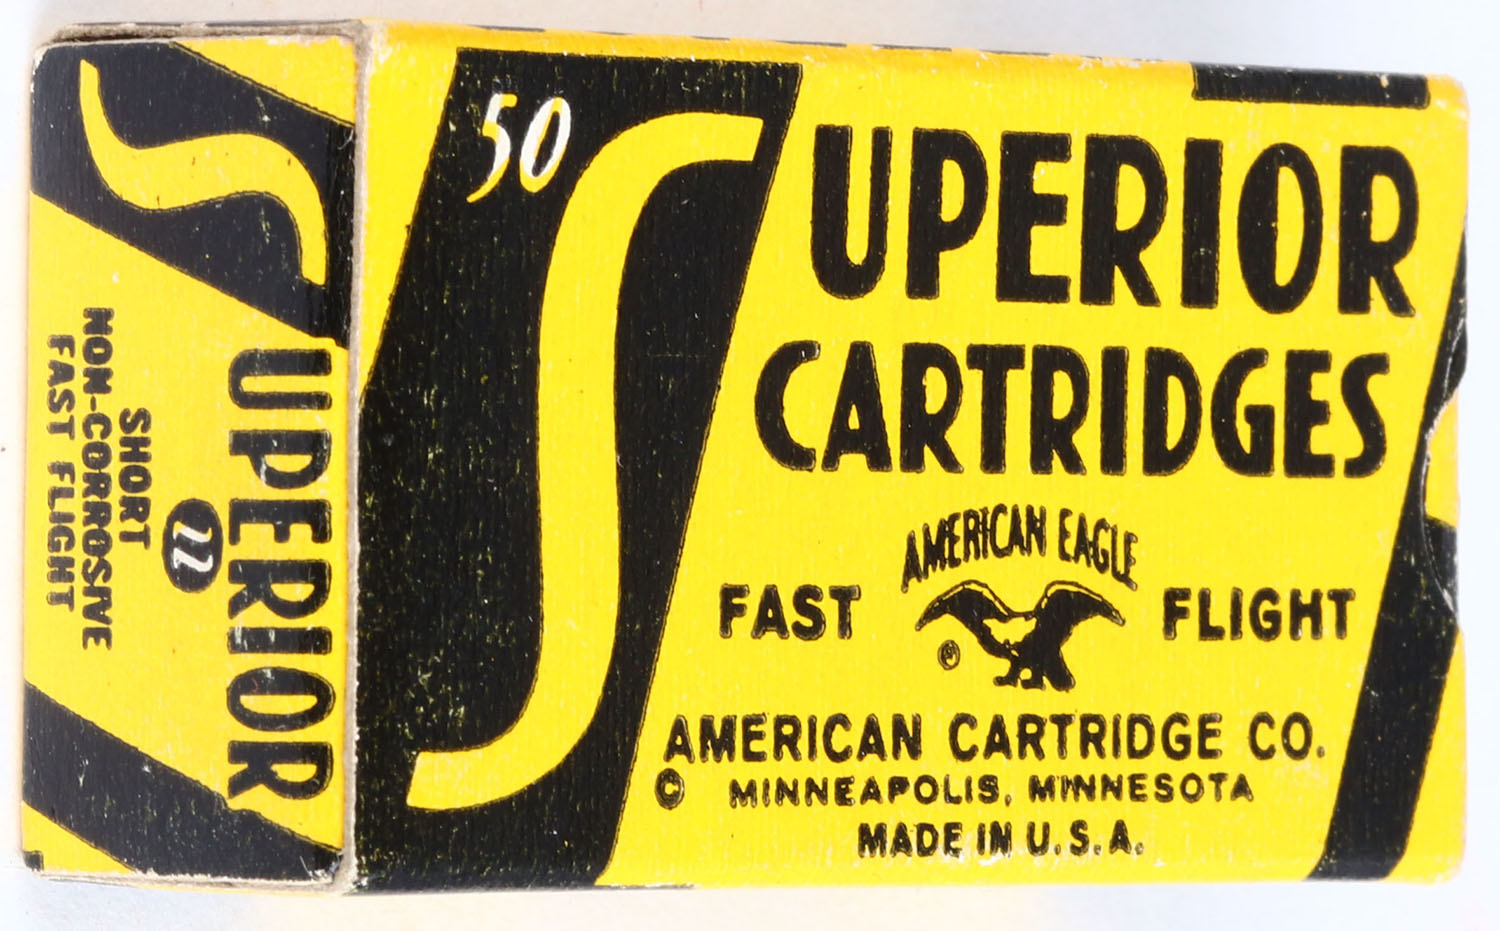 50
SUPERIOR
CARTRIDGES
AMERICAN EAGLE
FAST FLIGHT
AMERICAN CARTRIDGE CO.
© MINNEAPOLIS, MINNESOTA
MADE IN U.S.A.
SUPERIOR
22
SHORT
NON-CORROSIVE
FAST FLIGHT